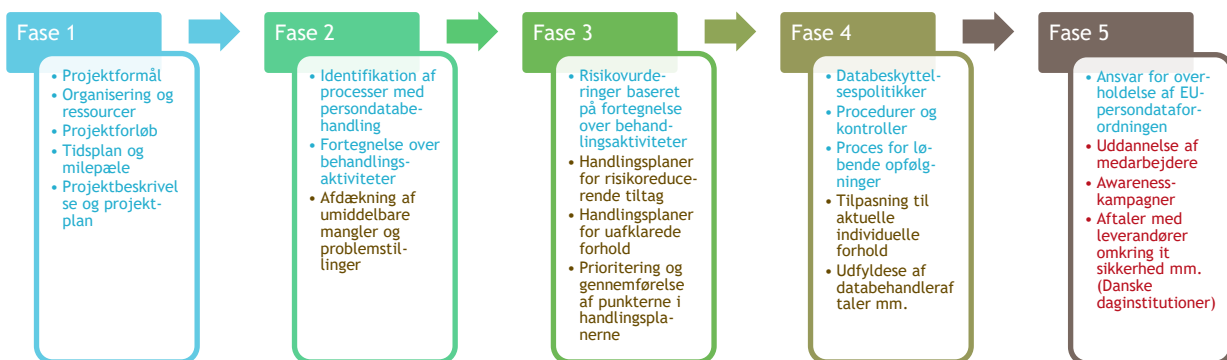 Fase 1
• Projektformål
• Organisering og
ressourcer
• Projektforløb
• Tidsplan og
milepæle
• Projektbeskrivel
se og projekt-
plan
Fase 2
• Identifikation af
processer med
persondatabe-
handling
• Fortegnelse over
behandlings-
aktiviteter
• Afdækning af
umiddelbare
mangler og
problemstil-
linger
Fase 3
• Risikovurde-
ringer baseret
på fortegnelse
over behand-
lingsaktiviteter
• Handlingsplaner
for risikoreduce-
rende tiltag
• Handlingsplaner
for uafklarede
forhold
• Prioritering og
gennemførelse
af punkterne i
handlingspla-
nerne
Fase 4
• Databeskyttel-
sespolitikker
• Procedurer og
kontroller
• Proces for lø-
bende opfølg-
ninger
• Tilpasning til
aktuelle
individuelle
forhold
• Udfyldese af
databehandleraf
taler mm.
Fase 5
• Ansvar for over-
holdelse af EU-
persondatafor-
ordningen
• Uddannelse af
medarbejdere
• Awareness-
kampagner
• Aftaler med
leverandører
omkring it
sikkerhed mm.
(Danske
daginstitutioner)